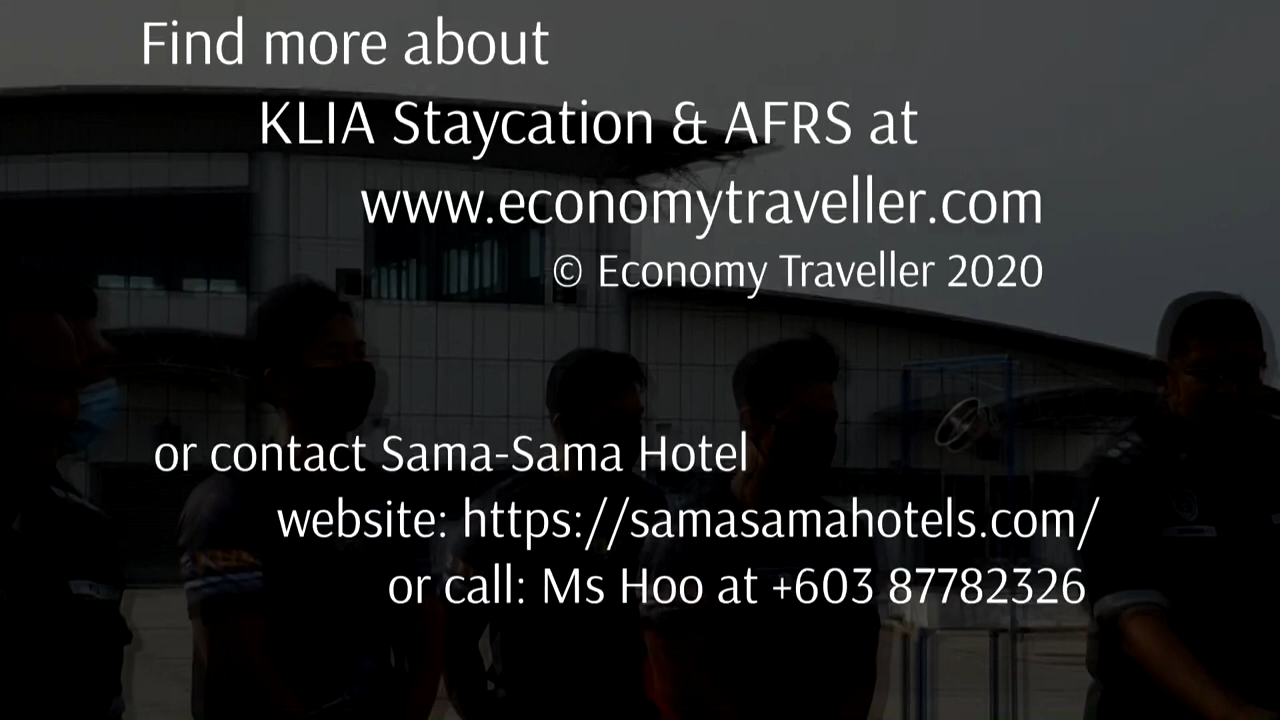 Find more about
KLIA Staycation & AFRS at
www.economytraveller.com
© Economy Traveller 2020
or contact Sama-Sama Hotel
website: https://samasamahotels.com/
or call: Ms Hoo at +603 87782326